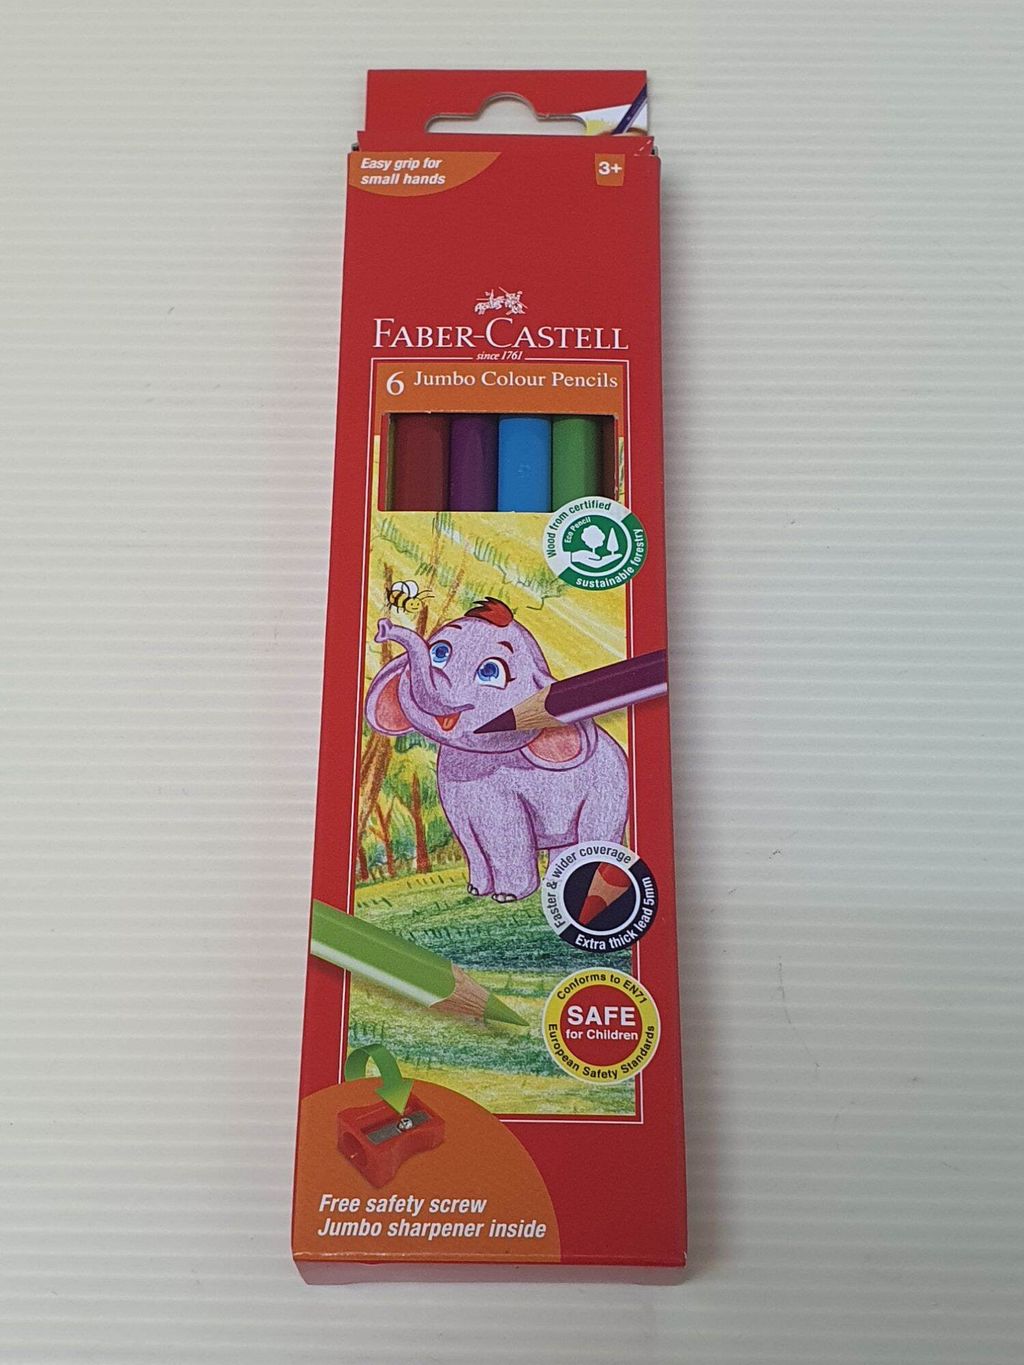 Easy grip for
small hands
3+
FABER-CASTELL
since 1761
6 Jumbo Colour Pencils
Wood from certified
Eco Pencil
sustainable forestry
Faster & wider coverage
Extra thick lead 5mm
Conforms to EN71
SAFE
for Children
European Safety Standards
Free safety screw
Jumbo sharpener inside